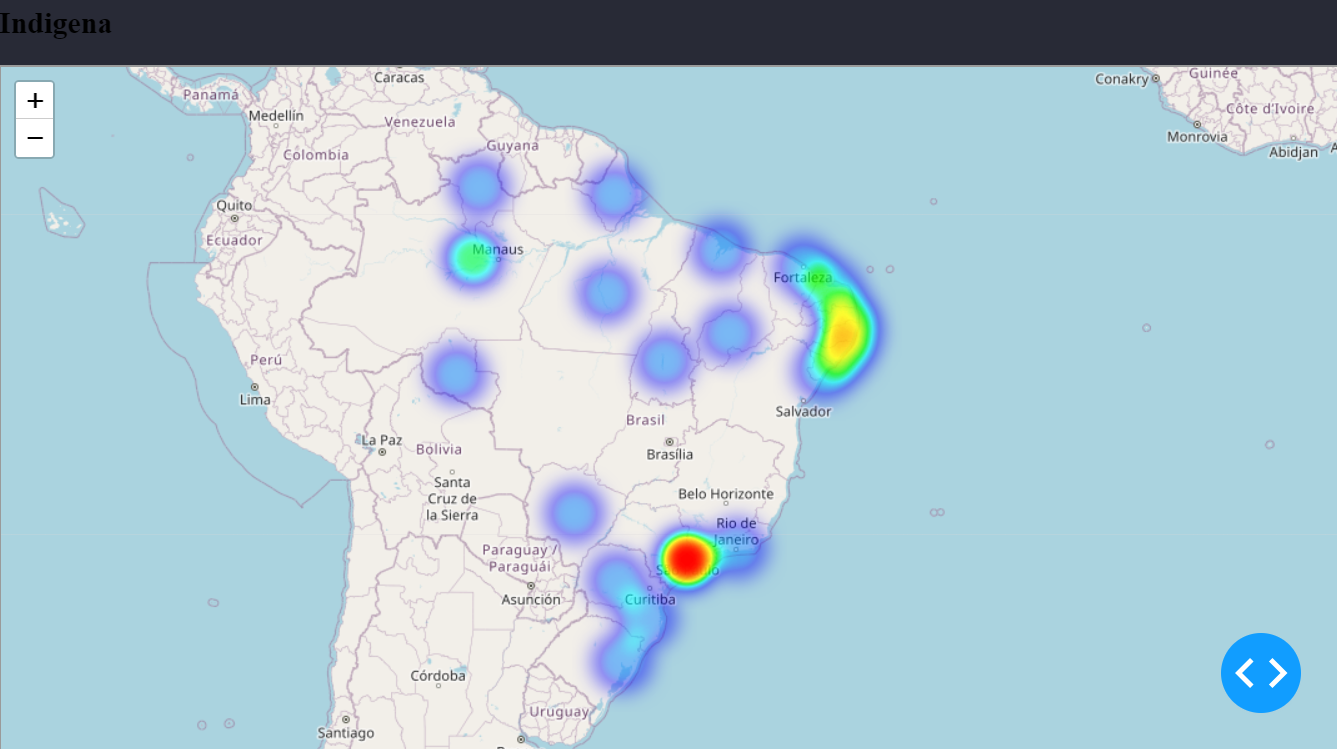 Indigena
+
−
Caracas
Panamá
Medellín
Venezuela
Guyana
Colombia
Quito
Ecuador
Manaus
Fortaleza
Perú
Lima
La Paz
Bolivia
Santa
Cruz de
la Sierra
Brasil
Brasília
Salvador
Belo Horizonte
Rio de
Janeiro
Paraguay /
Paraguái
Asunción
Curitiba
Córdoba
Uruguay
Santiago
Conakry
Guinée
Côte d'Ivoire
Monrovia
Abidjan